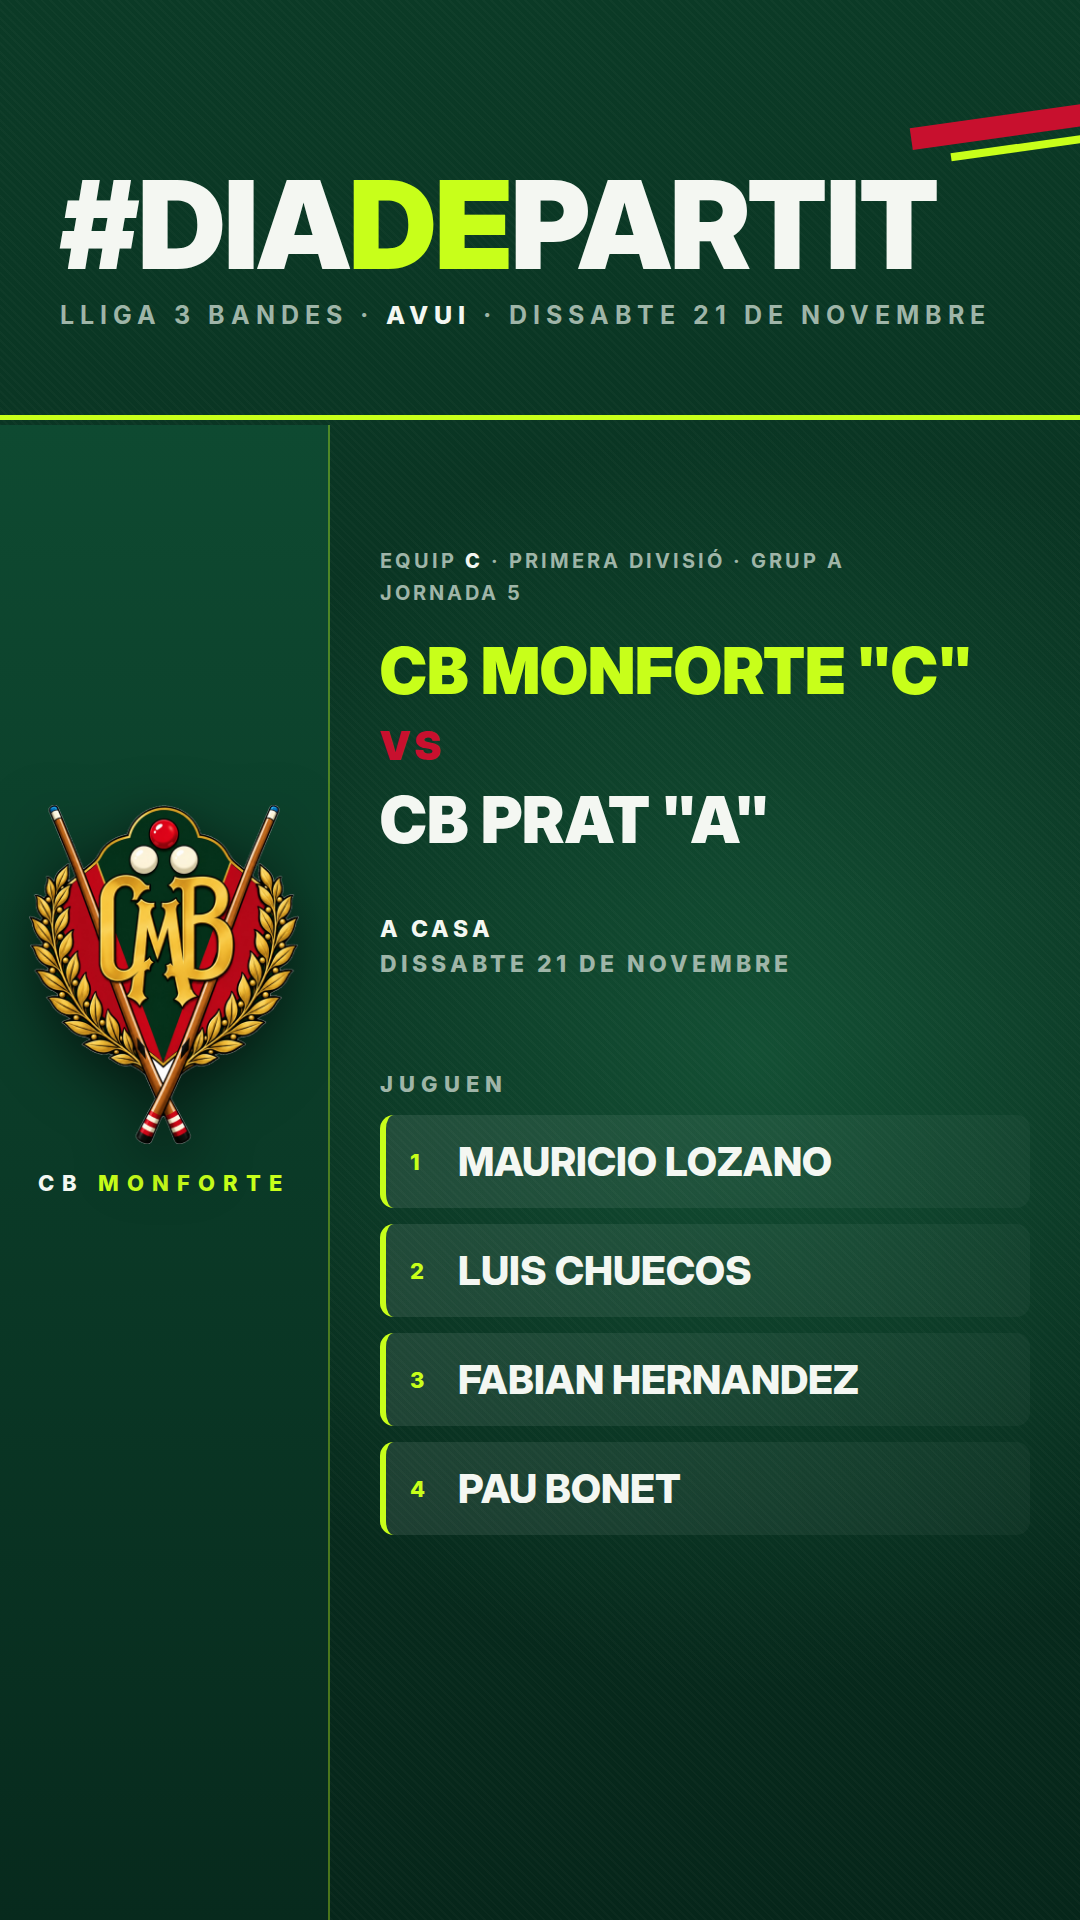 #DIADEPARTIT
LLIGA 3 BANDES · AVUI · DISSABTE 21 DE NOVEMBRE
CMB
CB MONFORTE
EQUIP C · PRIMERA DIVISIÓ · GRUP A
JORNADA 5
CB MONFORTE "C"
VS
CB PRAT "A"
A CASA
DISSABTE 21 DE NOVEMBRE
JUGUEN
1 MAURICIO LOZANO
2 LUIS CHUECOS
3 FABIAN HERNANDEZ
4 PAU BONET